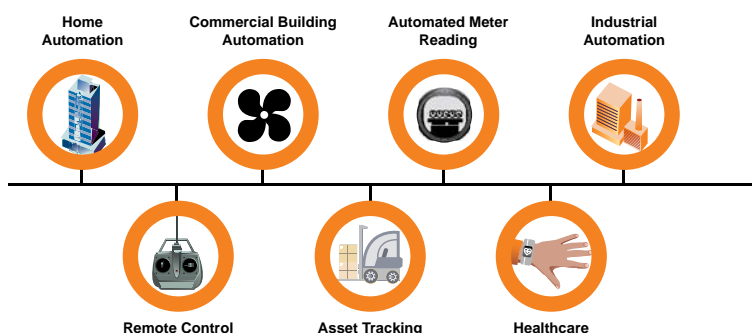 Home
Automation
Commercial Building
Automation
Automated Meter
Reading
Industrial
Automation
Remote Control
Asset Tracking
Healthcare